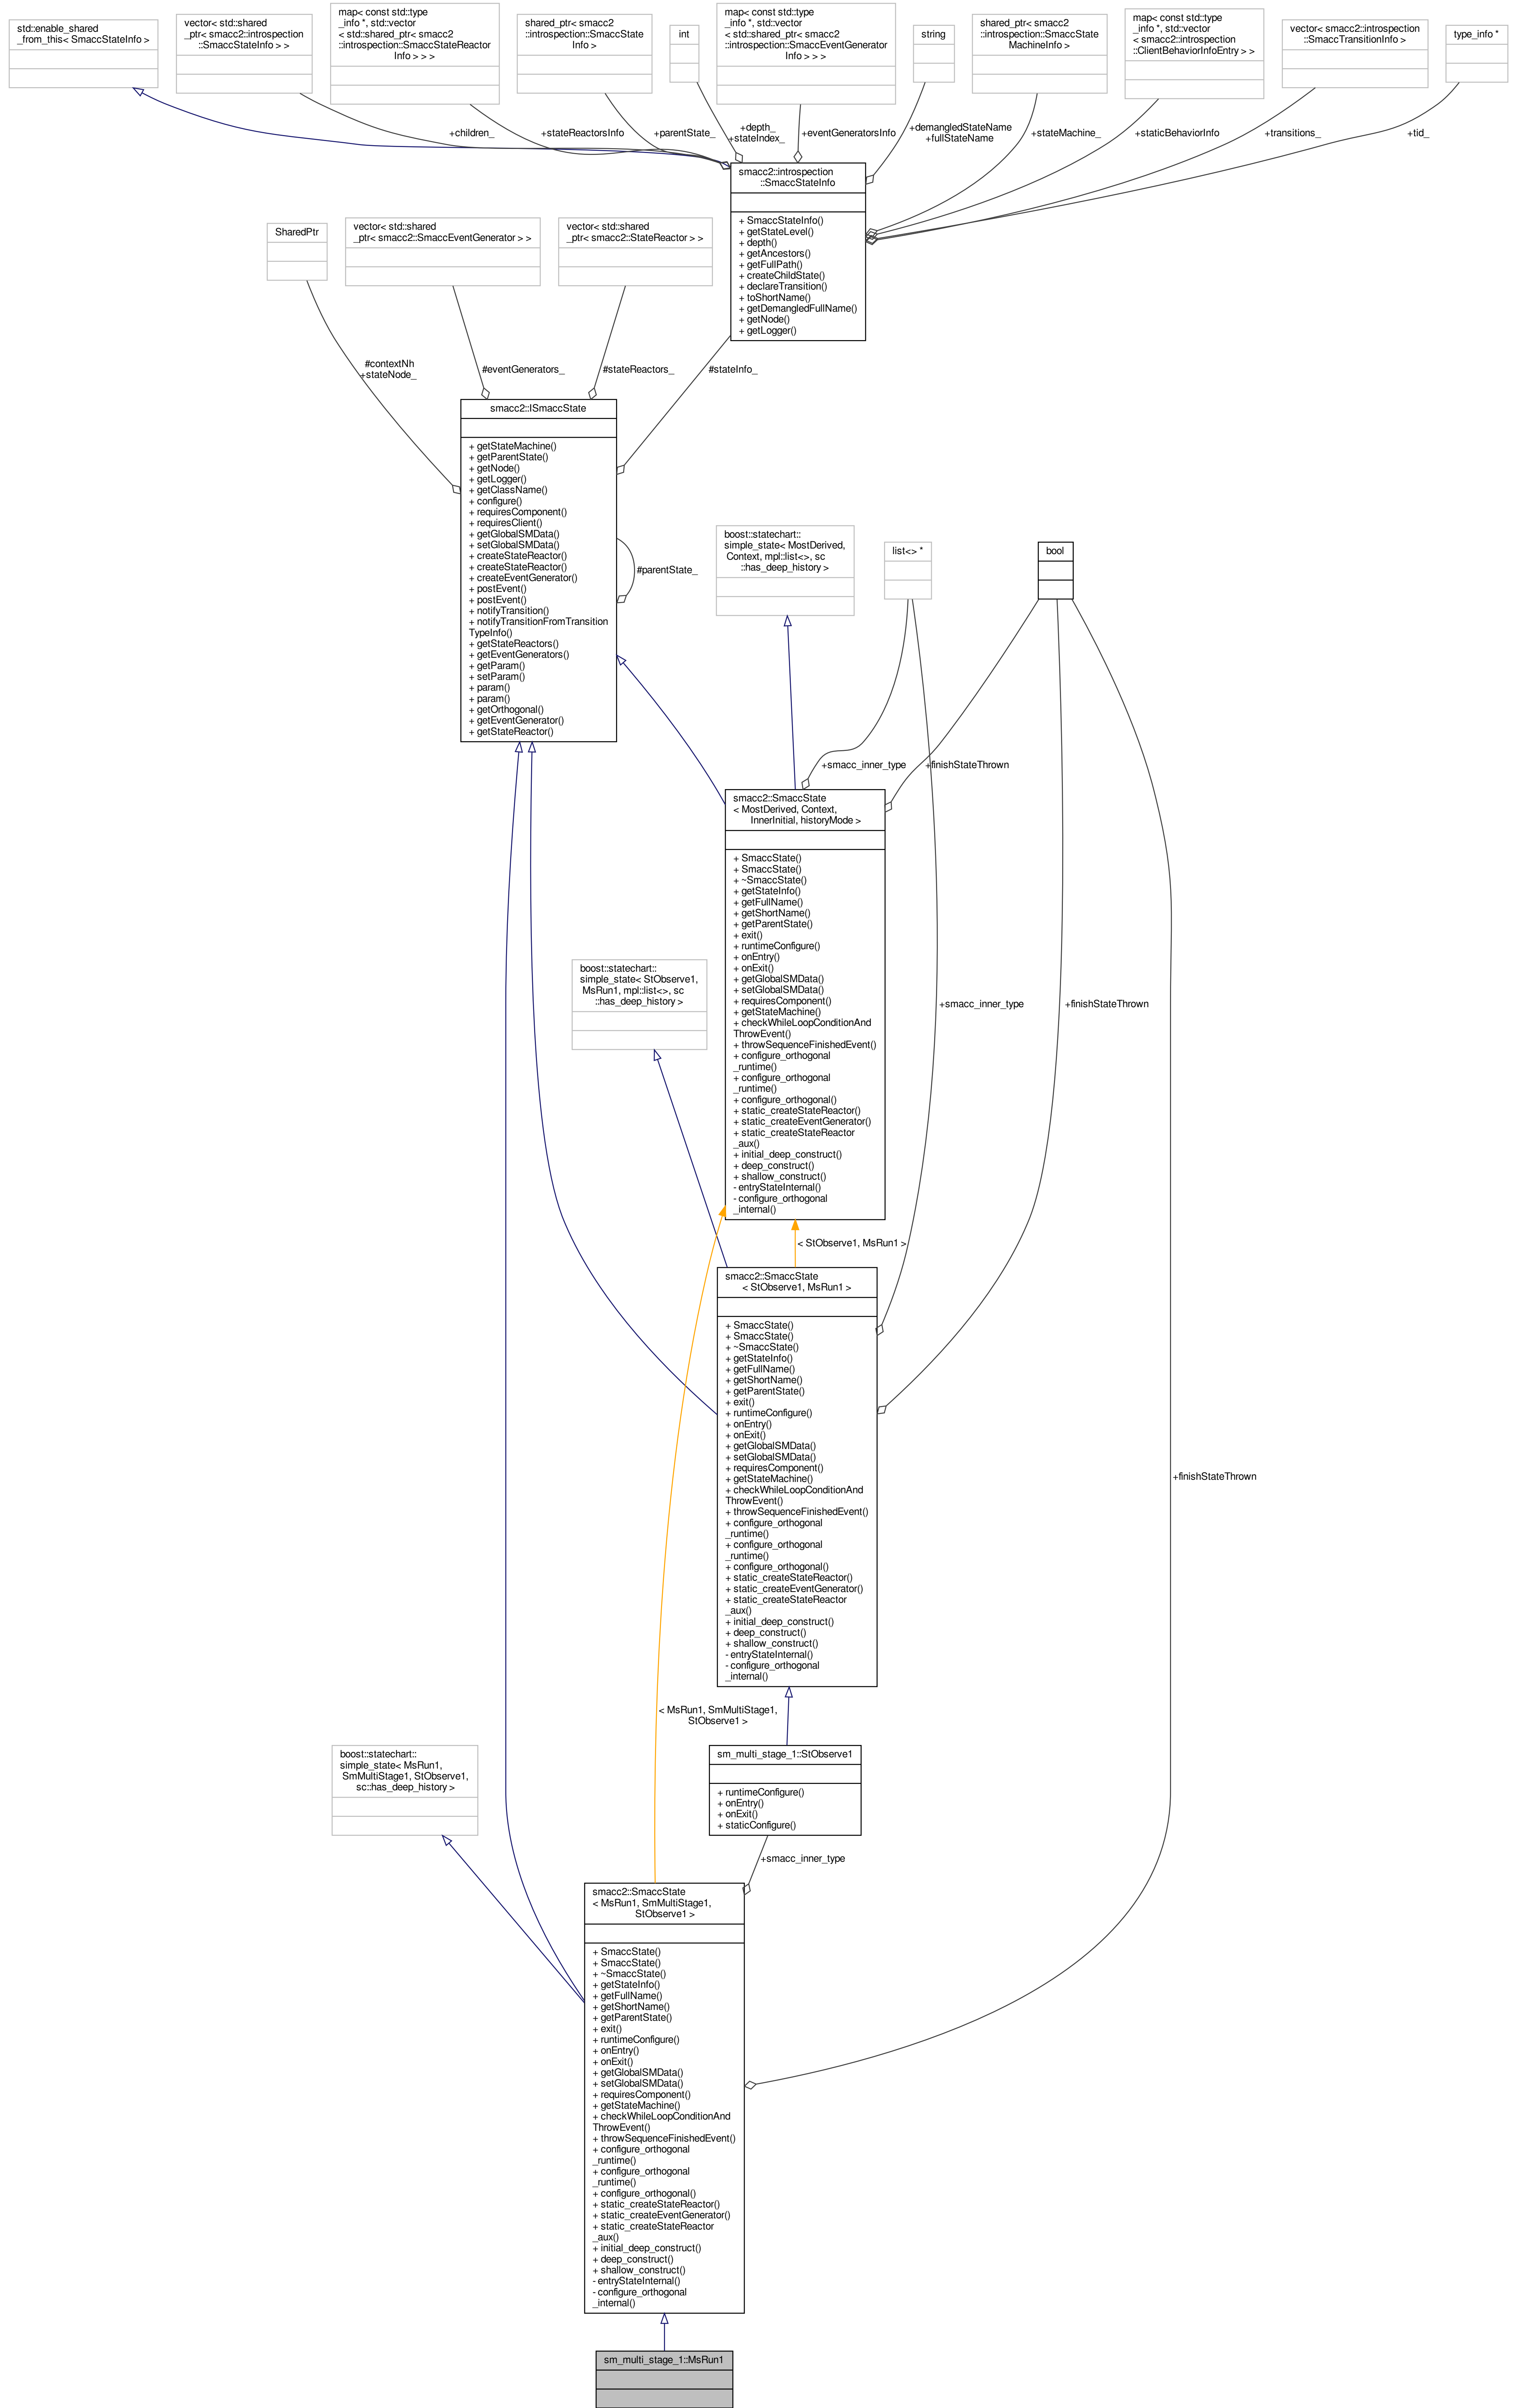 std::enable_shared
_from_this< SmaccStateInfo >
vector< std::shared
_ptr< smacc2::introspection
::SmaccStateInfo > >
map< const std::type
_info *, std::vector
< std::shared_ptr< smacc2
::introspection::SmaccStateReactor
Info > > >
shared_ptr< smacc2
::introspection::SmaccState
Info >
int
map< const std::type
_info *, std::vector
< std::shared_ptr< smacc2
::introspection::SmaccEventGenerator
Info > > >
string
shared_ptr< smacc2
::introspection::SmaccState
MachineInfo >
map< const std::type
_info *, std::vector
< smacc2::introspection
::ClientBehaviorInfoEntry > >
vector< smacc2::introspection
::SmaccTransitionInfo >
type_info *
+children_
+stateReactorsInfo
+parentState_
+depth_
+stateIndex_
+eventGeneratorsInfo
+demangledStateName
+fullStateName
+stateMachine_
+staticBehaviorInfo
+transitions_
+tid_
smacc2::introspection
::SmaccStateInfo
+ SmaccStateInfo()
+ getStateLevel()
+ depth()
+ getAncestors()
+ getFullPath()
+ createChildState()
+ declareTransition()
+ toShortName()
+ getDemangledFullName()
+ getNode()
+ getLogger()
SharedPtr
vector< std::shared
_ptr< smacc2::SmaccEventGenerator > >
vector< std::shared
_ptr< smacc2::StateReactor > >
#contextNh
+stateNode_
#eventGenerators_
#stateReactors_
#stateInfo_
smacc2::ISmaccState
+ getStateMachine()
+ getParentState()
+ getNode()
+ getLogger()
+ getClassName()
+ configure()
+ requiresComponent()
+ requiresClient()
+ getGlobalSMData()
+ setGlobalSMData()
+ createStateReactor()
+ createStateReactor()
+ createEventGenerator()
+ postEvent()
+ postEvent()
+ notifyTransition()
+ notifyTransitionFromTransition
TypeInfo()
+ getStateReactors()
+ getEventGenerators()
+ getParam()
+ setParam()
+ param()
+ param()
+ getOrthogonal()
+ getEventGenerator()
+ getStateReactor()
#parentState_
boost::statechart::
simple_state< MostDerived,
Context, mpl::list<>, sc
::has_deep_history >
list<> *
bool
+smacc_inner_type
+finishStateThrown
smacc2::SmaccState
< MostDerived, Context,
InnerInitial, historyMode >
+ SmaccState()
+ SmaccState()
+ ~SmaccState()
+ getStateInfo()
+ getFullName()
+ getShortName()
+ getParentState()
+ exit()
+ runtimeConfigure()
+ onEntry()
+ onExit()
+ getGlobalSMData()
+ setGlobalSMData()
+ requiresComponent()
+ getStateMachine()
+ checkWhileLoopConditionAnd
ThrowEvent()
+ throwSequenceFinishedEvent()
+ configure_orthogonal
_runtime()
+ configure_orthogonal
_runtime()
+ configure_orthogonal()
+ static_createStateReactor()
+ static_createEventGenerator()
+ static_createStateReactor
_aux()
+ initial_deep_construct()
+ deep_construct()
+ shallow_construct()
- entryStateInternal()
- configure_orthogonal
_internal()
boost::statechart::
simple_state< StObserve1,
MsRun1, mpl::list<>, sc
::has_deep_history >
+smacc_inner_type
+finishStateThrown
< StObserve1, MsRun1 >
smacc2::SmaccState
< StObserve1, MsRun1 >
+ SmaccState()
+ SmaccState()
+ ~SmaccState()
+ getStateInfo()
+ getFullName()
+ getShortName()
+ getParentState()
+ exit()
+ runtimeConfigure()
+ onEntry()
+ onExit()
+ getGlobalSMData()
+ setGlobalSMData()
+ requiresComponent()
+ getStateMachine()
+ checkWhileLoopConditionAnd
ThrowEvent()
+ throwSequenceFinishedEvent()
+ configure_orthogonal
_runtime()
+ configure_orthogonal
_runtime()
+ configure_orthogonal()
+ static_createStateReactor()
+ static_createEventGenerator()
+ static_createStateReactor
_aux()
+ initial_deep_construct()
+ deep_construct()
+ shallow_construct()
- entryStateInternal()
- configure_orthogonal
_internal()
+finishStateThrown
< MsRun1, SmMultiStage1,
StObserve1 >
boost::statechart::
simple_state< MsRun1,
SmMultiStage1, StObserve1,
sc::has_deep_history >
sm_multi_stage_1::StObserve1
+ runtimeConfigure()
+ onEntry()
+ onExit()
+ staticConfigure()
+smacc_inner_type
smacc2::SmaccState
< MsRun1, SmMultiStage1,
StObserve1 >
+ SmaccState()
+ SmaccState()
+ ~SmaccState()
+ getStateInfo()
+ getFullName()
+ getShortName()
+ getParentState()
+ exit()
+ runtimeConfigure()
+ onEntry()
+ onExit()
+ getGlobalSMData()
+ setGlobalSMData()
+ requiresComponent()
+ getStateMachine()
+ checkWhileLoopConditionAnd
ThrowEvent()
+ throwSequenceFinishedEvent()
+ configure_orthogonal
_runtime()
+ configure_orthogonal
_runtime()
+ configure_orthogonal()
+ static_createStateReactor()
+ static_createEventGenerator()
+ static_createStateReactor
_aux()
+ initial_deep_construct()
+ deep_construct()
+ shallow_construct()
- entryStateInternal()
- configure_orthogonal
_internal()
sm_multi_stage_1::MsRun1